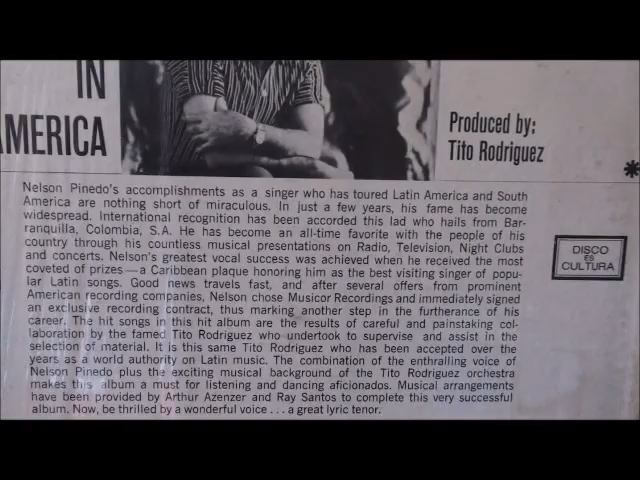 IN
AMERICA
Produced by:
Tito Rodriguez
*
Nelson Pinedo's accomplishments as a singer who has toured Latin America and South
America are nothing short of miraculous. In just a few years, his fame has become
widespread. International recognition has been accorded this lad who hails from Bar-
ranquilla, Colombia, S.A. He has become an all-time favorite with the people of his
country through his countless musical presentations on Radio, Television, Night Clubs
and concerts. Nelson's greatest vocal success was achieved when he received the most
coveted of prizes—a Caribbean plaque honoring him as the best visiting singer of popu-
lar Latin songs. Good news travels fast, and after several offers from prominent
American recording companies, Nelson chose Musicor Recordings and immediately signed
an exclusive recording contract, thus marking another step in the furtherance of his
career. The hit songs in this hit album are the results of careful and painstaking col-
laboration by the famed Tito Rodriguez who undertook to supervise and assist in the
selection of material. It is this same Tito Rodriguez who has been accepted over the
years as a world authority on Latin music. The combination of the enthralling voice of
Nelson Pinedo plus the exciting musical background of the Tito Rodriguez orchestra
makes this album a must for listening and dancing aficionados. Musical arrangements
have been provided by Arthur Azenzer and Ray Santos to complete this very successful
album. Now, be thrilled by a wonderful voice . . . a great lyric tenor.
DISCO
ES
CULTURA